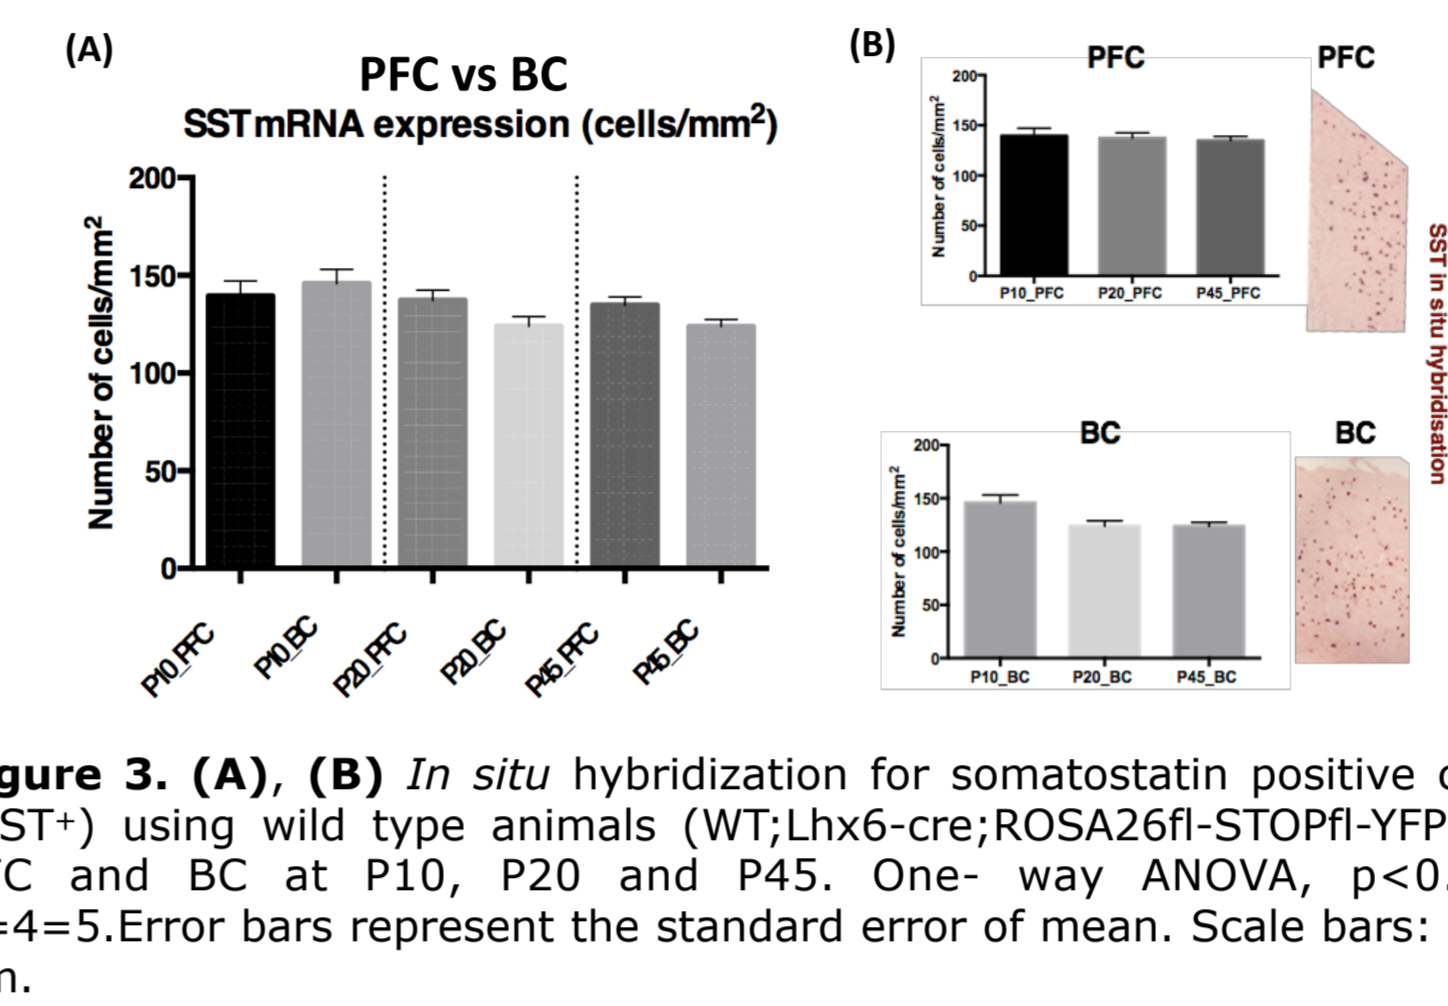 (A)
PFC vs BC
SST mRNA expression (cells/mm²)
Number of cells/mm²
200
150
100
50
0
P10_PFC
P10_BC
P20_PFC
P20_BC
P45_PFC
P45_BC
(B)
PFC
Number of cells/mm²
200
150
100
50
0
P10_PFC
P20_PFC
P45_PFC
PFC
SST in situ hybridisation
BC
Number of cells/mm²
200
150
100
50
0
P10_BC
P20_BC
P45_BC
BC
gure 3. (A), (B) In situ hybridization for somatostatin positive
ST⁺) using wild type animals (WT;Lhx6-cre;ROSA26fl-STOPfl-YFP
C and BC at P10, P20 and P45. One- way ANOVA, p<0.
=4=5.Error bars represent the standard error of mean. Scale bars: